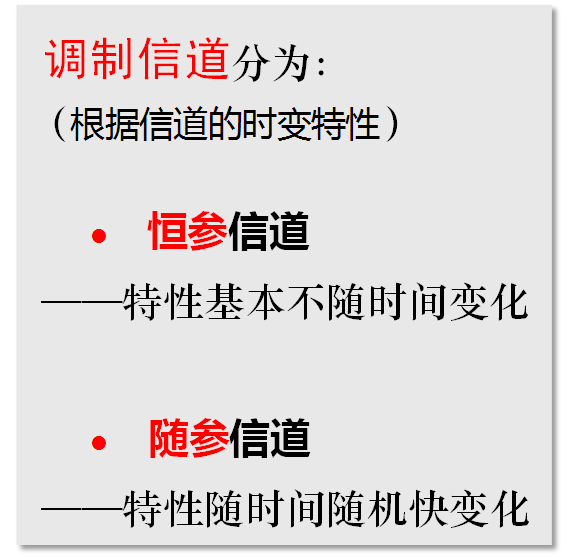 调制信道分为：
（根据信道的时变特性）
• 恒参信道
——特性基本不随时间变化
• 随参信道
——特性随时间随机快变化